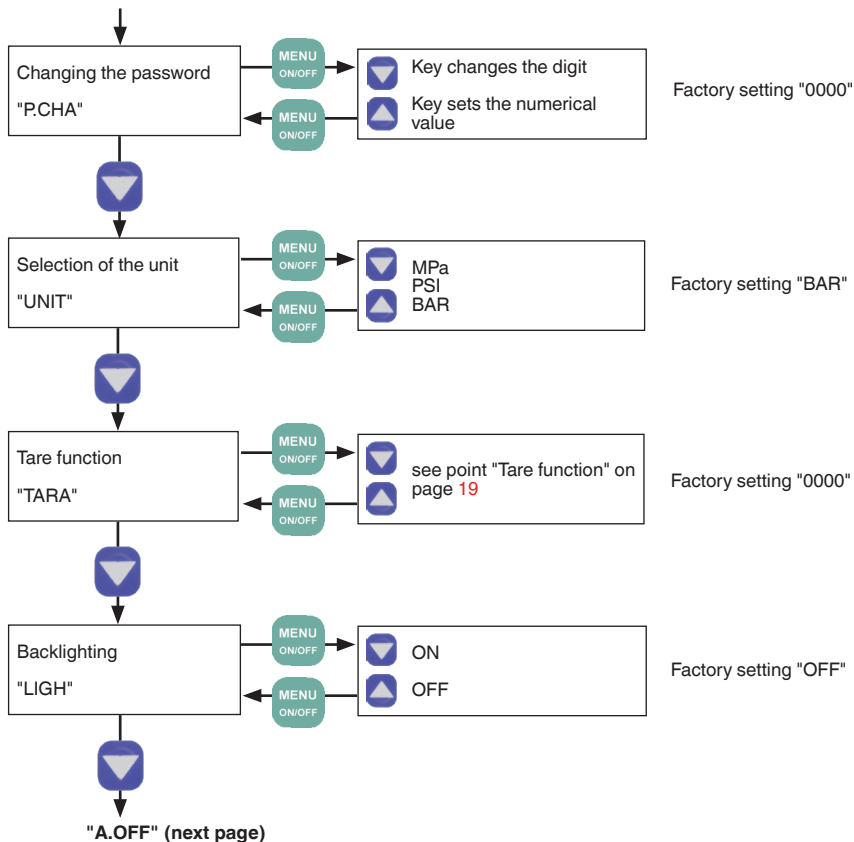 Changing the password
"P.CHA"
MENU
ON/OFF
MENU
ON/OFF
Key changes the digit
Key sets the numerical
value
Factory setting "0000"
Selection of the unit
"UNIT"
MENU
ON/OFF
MENU
ON/OFF
MPa
PSI
BAR
Factory setting "BAR"
Tare function
"TARA"
MENU
ON/OFF
MENU
ON/OFF
see point "Tare function" on
page 19
Factory setting "0000"
Backlighting
"LIGH"
MENU
ON/OFF
MENU
ON/OFF
ON
OFF
Factory setting "OFF"
"A.OFF" (next page)